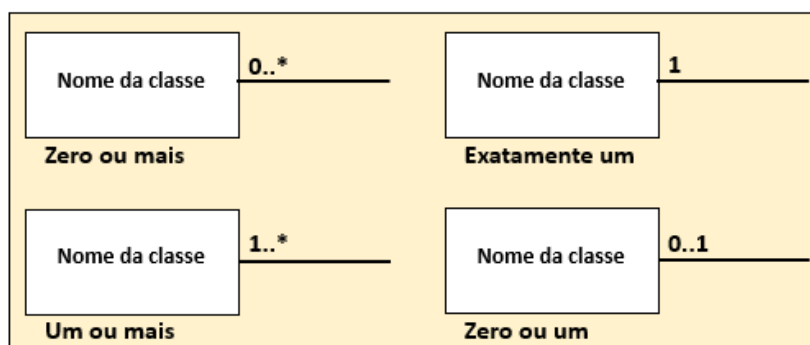 Nome da classe
0..*
Zero ou mais
Nome da classe
1
Exatamente um
Nome da classe
1..*
Um ou mais
Nome da classe
0..1
Zero ou um